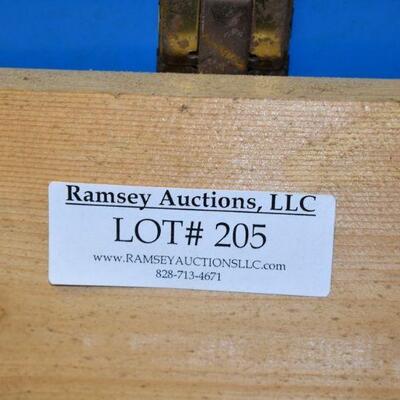 Ramsey Auctions, LLC
LOT# 205
www.RAMSEYAUCTIONSLLC.com
828-713-4671